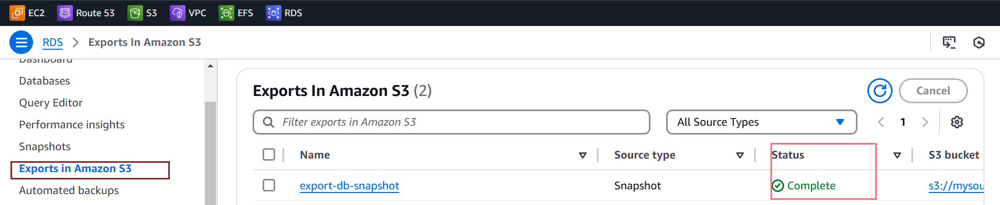 EC2 Route 53 S3 VPC EFS RDS
RDS > Exports In Amazon S3
Dashboard
Databases
Query Editor
Performance insights
Snapshots
Exports in Amazon S3
Automated backups
Exports In Amazon S3 (2)
Cancel
Filter exports in Amazon S3
All Source Types
1
Name Source type Status S3 bucket
export-db-snapshot Snapshot Complete s3://mysou